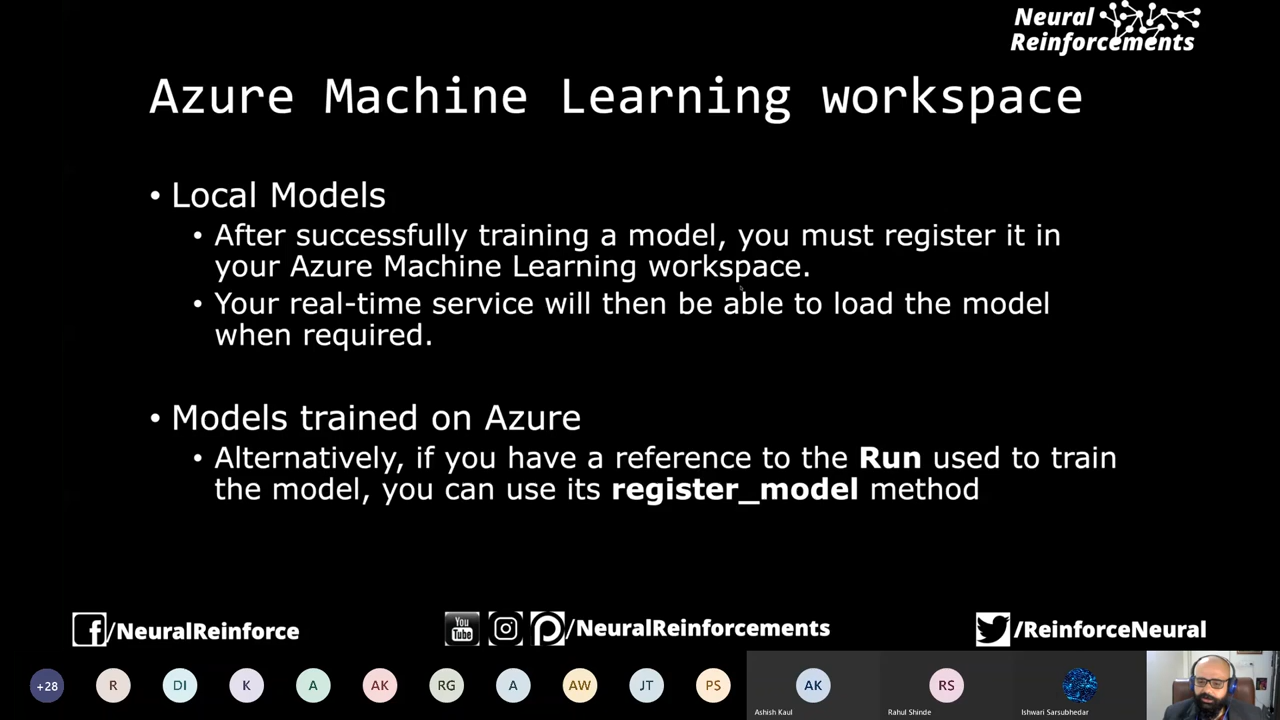 Neural
Reinforcements
Azure Machine Learning workspace
• Local Models
• After successfully training a model, you must register it in
your Azure Machine Learning workspace.
• Your real-time service will then be able to load the model
when required.
• Models trained on Azure
• Alternatively, if you have a reference to the Run used to train
the model, you can use its register_model method
/NeuralReinforce
You Tube /NeuralReinforcements
/ReinforceNeural
+28 R DI K A AK RG A AW JT PS AK RS
Ashish Kaul Rahul Shinde Ishwari Sarsubhedar